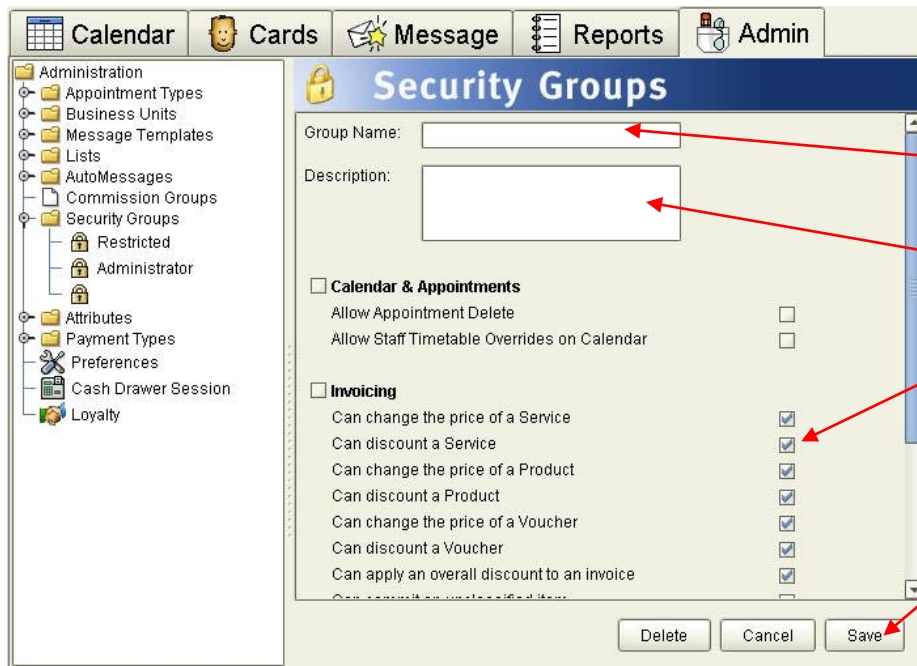 Calendar Cards Message Reports Admin
Administration
Appointment Types
Business Units
Message Templates
Lists
AutoMessages
Commission Groups
Security Groups
Restricted
Administrator
Attributes
Payment Types
Preferences
Cash Drawer Session
Loyalty
Security Groups
Group Name:
Description:
Calendar & Appointments
Allow Appointment Delete
Allow Staff Timetable Overrides on Calendar
Invoicing
Can change the price of a Service
Can discount a Service
Can change the price of a Product
Can discount a Product
Can change the price of a Voucher
Can discount a Voucher
Can apply an overall discount to an invoice
Delete Cancel Save